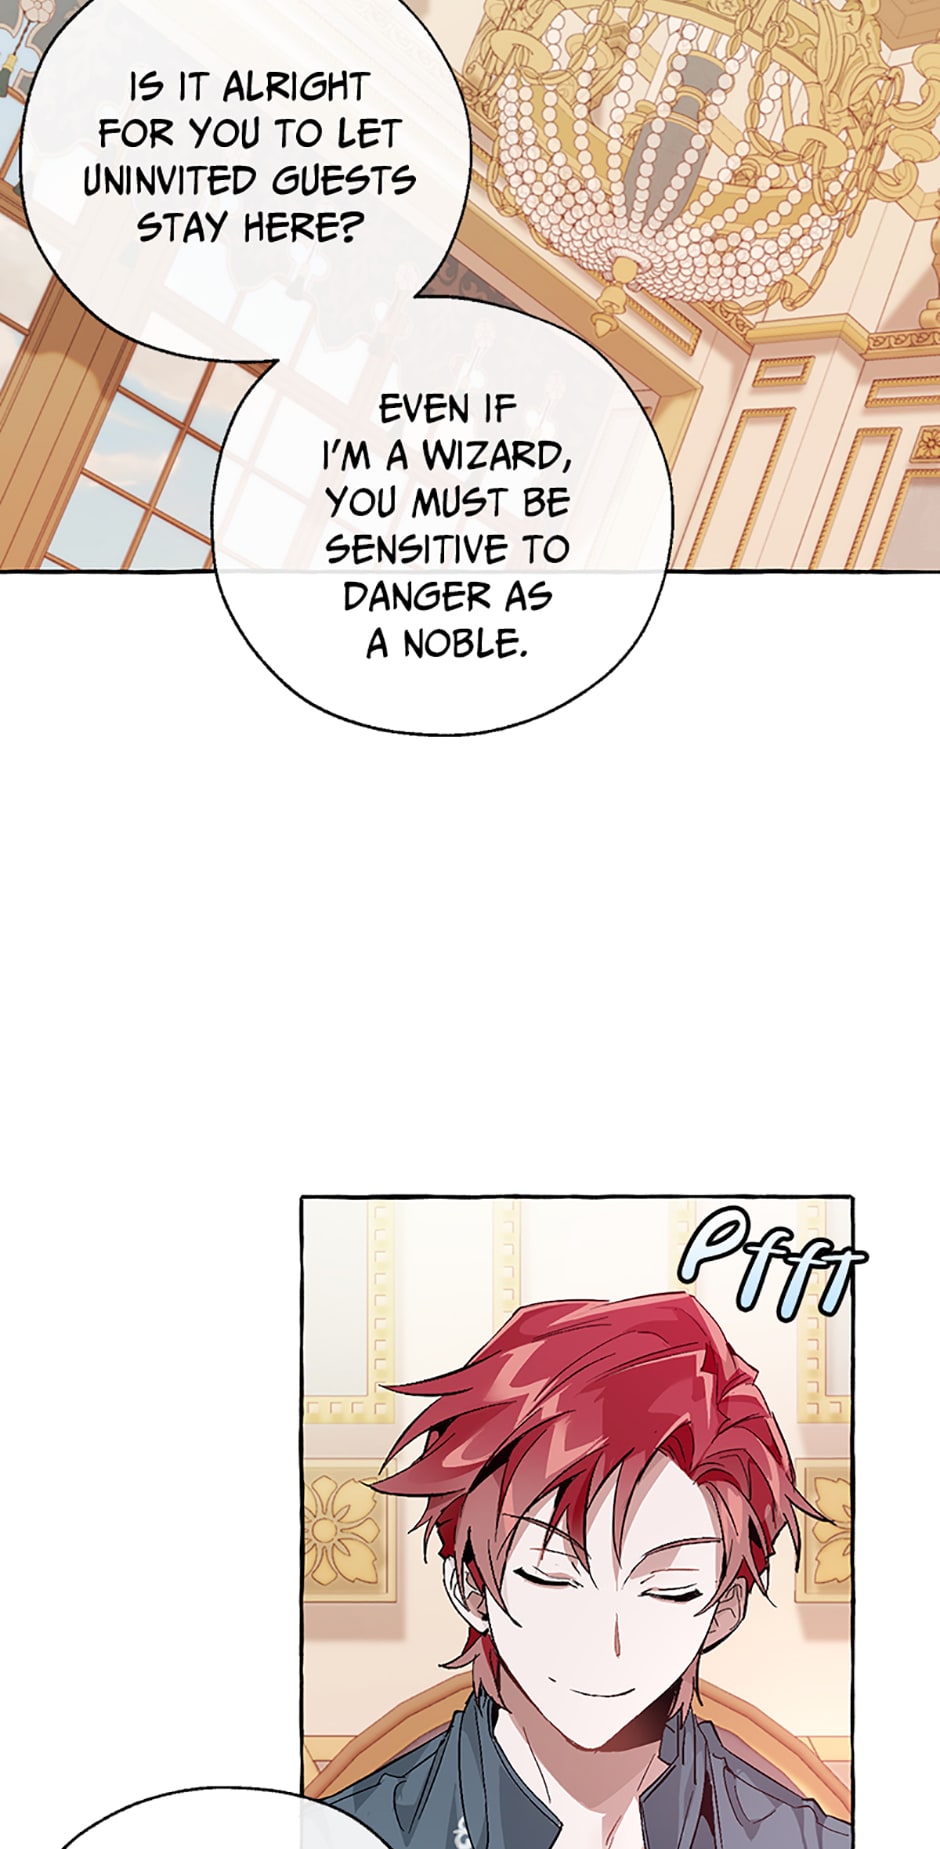 IS IT ALRIGHT
FOR YOU TO LET
UNINVITED GUESTS
STAY HERE?
EVEN IF
I'M A WIZARD,
YOU MUST BE
SENSITIVE TO
DANGER AS
A NOBLE.
Pfft